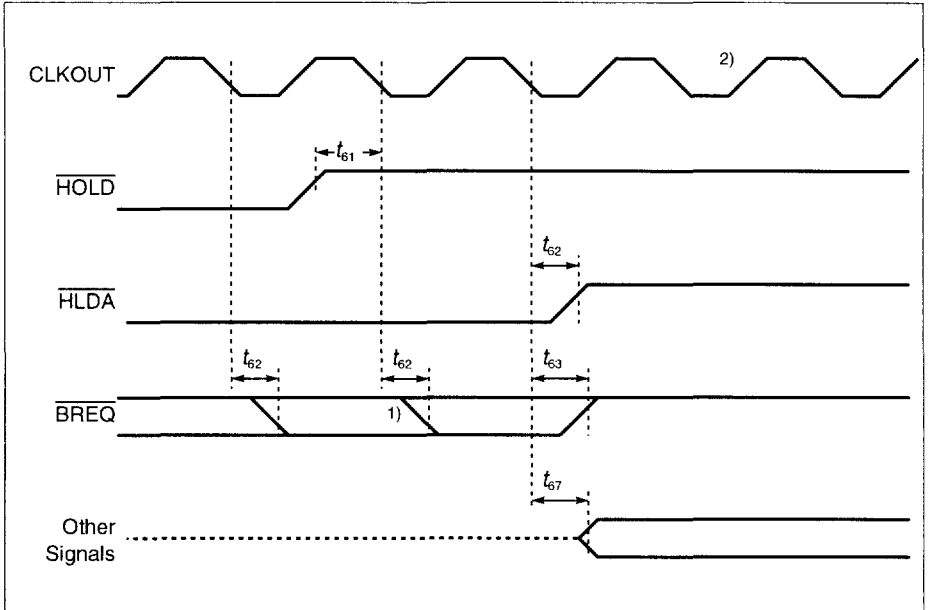 CLKOUT
2)
t61
HOLD
t62
HLDA
t62 t62 t63
BREQ
1)
t67
Other
Signals